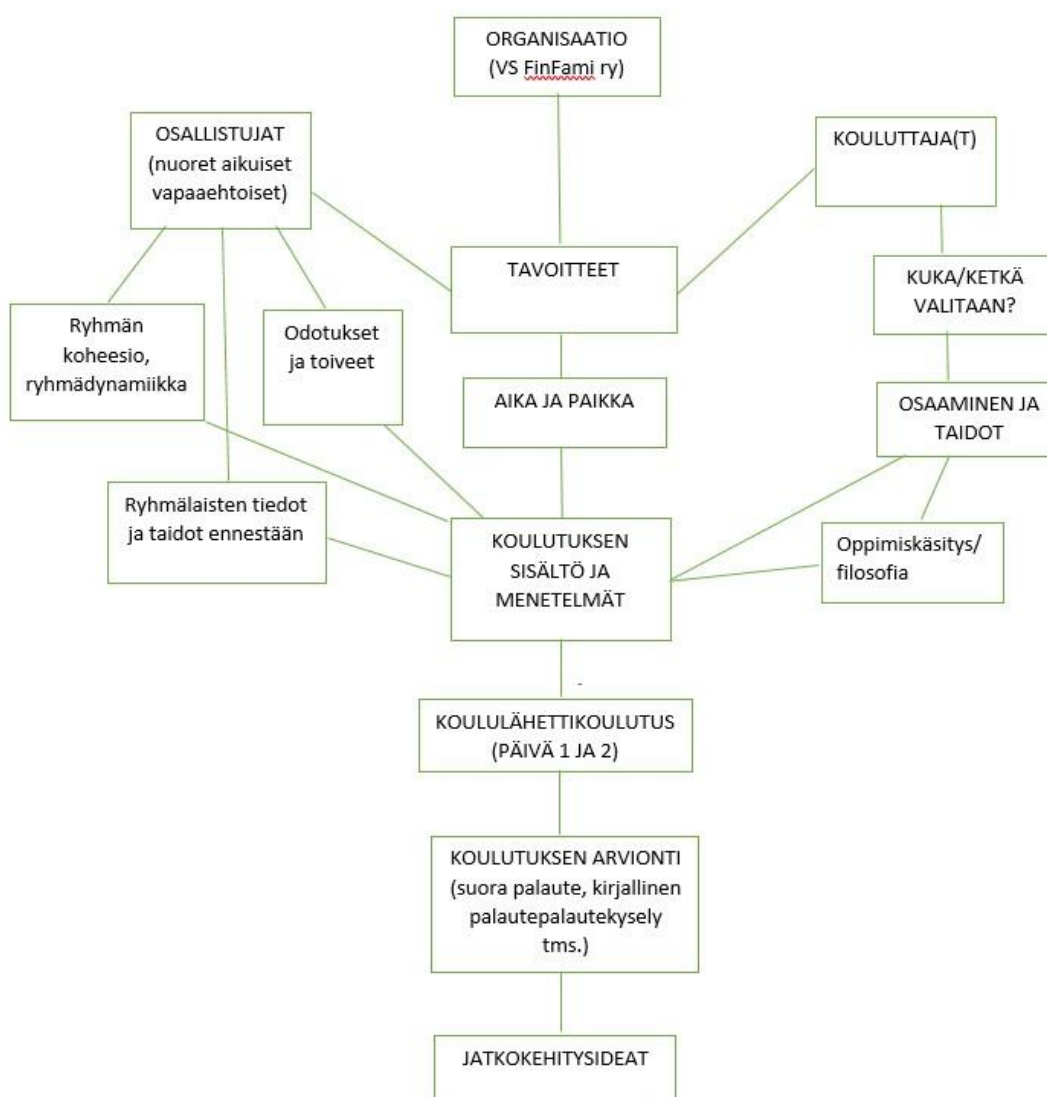 ORGANISAATIO
(VS FinFami ry)
OSALLISTUJAT
(nuoret aikuiset
vapaaehtoiset)
KOULUTTAJA(T)
TAVOITTEET
KUKA/KETKÄ
VALITAAN?
Ryhmän
koheesio,
ryhmädynamiikka
Odotukset
ja toiveet
AIKA JA PAIKKA
OSAAMINEN JA
TAIDOT
Ryhmäläisten tiedot
ja taidot ennestään
KOULUTUKSEN
SISÄLTÖ JA
MENETELMÄT
Oppimiskäsitys/
filosofia
KOULULÄHETTIKOULUTUS
(PÄIVÄ 1 JA 2)
KOULUTUKSEN ARVIONTI
(suora palaute, kirjallinen
palautepalautekysely
tms.)
JATKOKEHITYSIDEAT